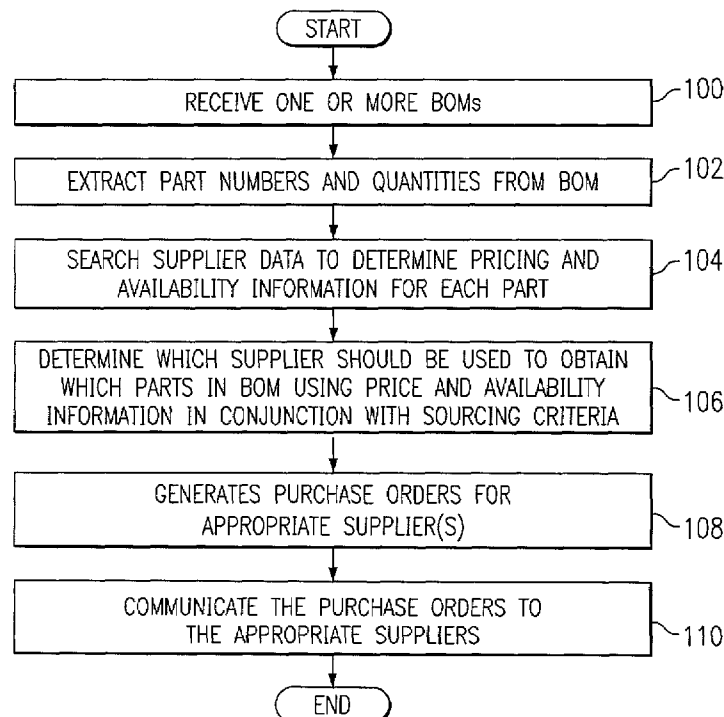 START
RECEIVE ONE OR MORE BOMs
100
EXTRACT PART NUMBERS AND QUANTITIES FROM BOM
102
SEARCH SUPPLIER DATA TO DETERMINE PRICING AND
AVAILABILITY INFORMATION FOR EACH PART
104
DETERMINE WHICH SUPPLIER SHOULD BE USED TO OBTAIN
WHICH PARTS IN BOM USING PRICE AND AVAILABILITY
INFORMATION IN CONJUNCTION WITH SOURCING CRITERIA
106
GENERATES PURCHASE ORDERS FOR
APPROPRIATE SUPPLIER(S)
108
COMMUNICATE THE PURCHASE ORDERS TO
THE APPROPRIATE SUPPLIERS
110
END